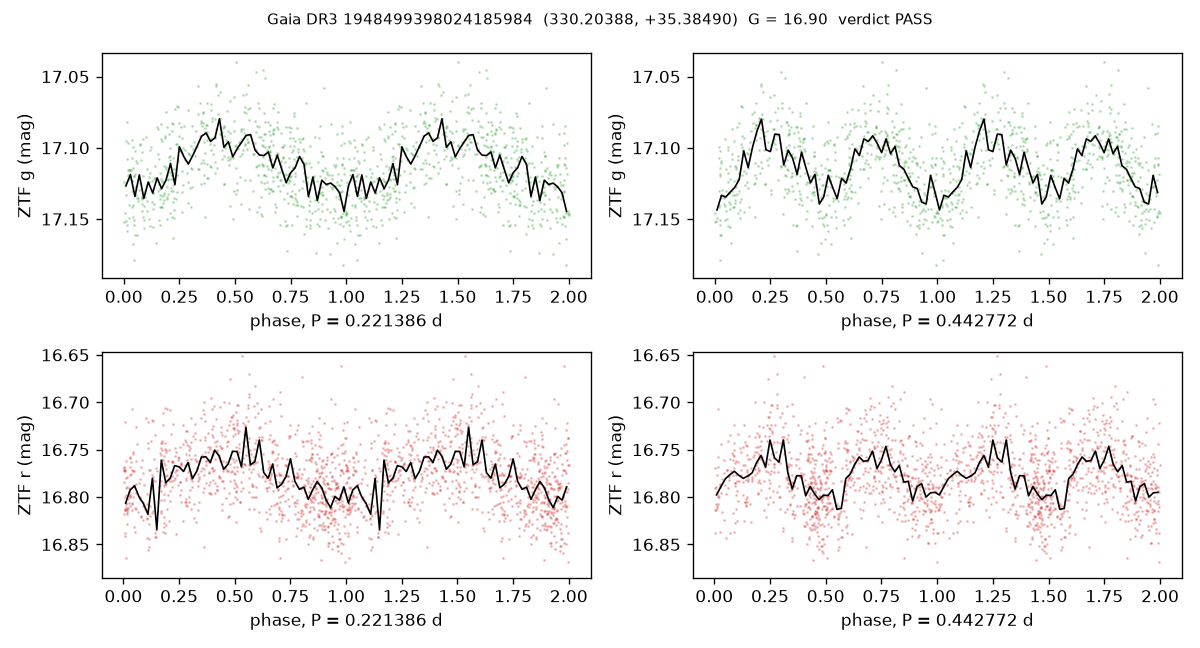 Gaia DR3 1948499398024185984 (330.20388, +35.38490) G = 16.90 verdict PASS
ZTF g (mag)
17.05
17.10
17.15
0.00 0.25 0.50 0.75 1.00 1.25 1.50 1.75 2.00
phase, P = 0.221386 d
ZTF g (mag)
17.05
17.10
17.15
0.00 0.25 0.50 0.75 1.00 1.25 1.50 1.75 2.00
phase, P = 0.442772 d
ZTF r (mag)
16.65
16.70
16.75
16.80
16.85
0.00 0.25 0.50 0.75 1.00 1.25 1.50 1.75 2.00
phase, P = 0.221386 d
ZTF r (mag)
16.65
16.70
16.75
16.80
16.85
0.00 0.25 0.50 0.75 1.00 1.25 1.50 1.75 2.00
phase, P = 0.442772 d